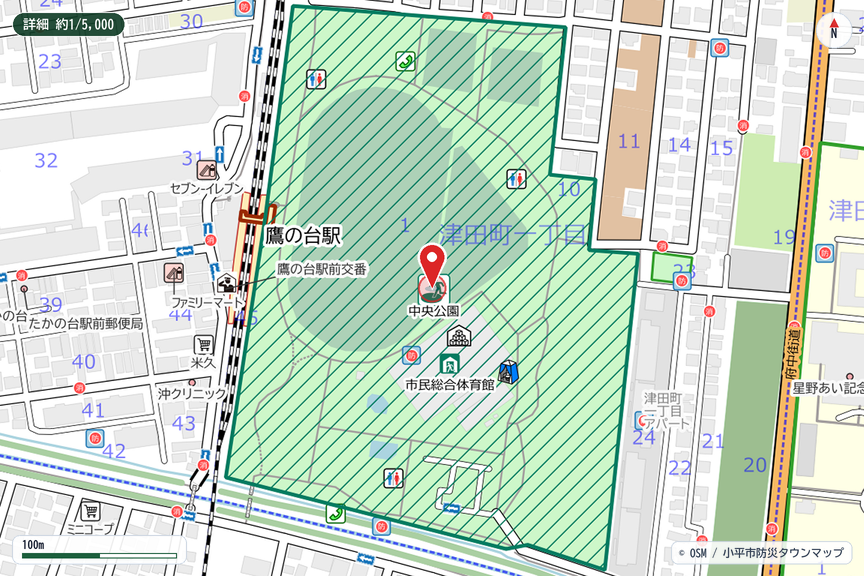 24
詳細 約1/5,000
30
23
N
11
14
15
32
31
セブン-イレブン
10
1
津田町一丁目
津田
46
鷹の台駅
19
鷹の台駅前交番
23
39
ファミリーマート
44
45
中央公園
の台
たかの台駅前郵便局
府中街道
40
米久
市民総合体育館
星野あい記念
沖クリニック
津田町
一丁目
アパート
41
43
42
24
21
22
20
ミニコープ
100m
© OSM / 小平市防災タウンマップ